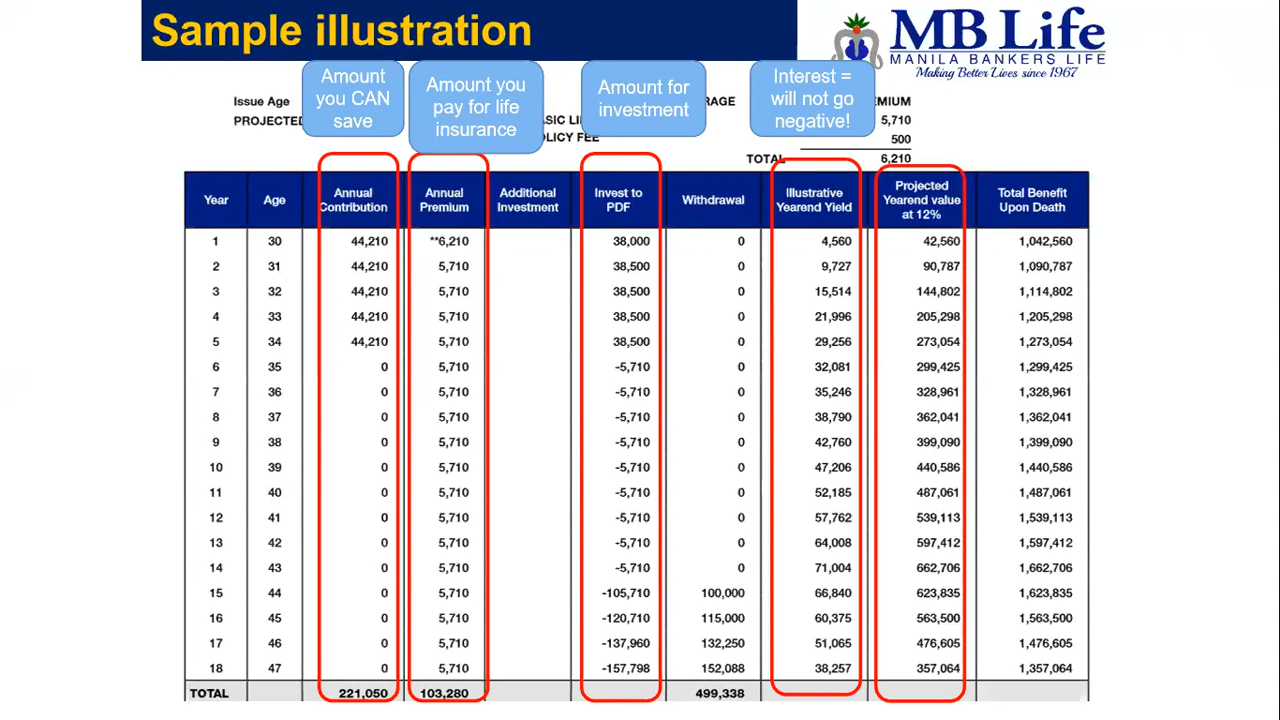 Sample illustration
MB Life
MANILA BANKERS LIFE
Making Better Lives since 1967
Amount
you CAN
save
Amount you
pay for life
insurance
Amount for
investment
Interest =
will not go
negative!
Issue Age
RAGE
EMIUM
PROJECTED
ASIC LI
5,710
OLICY FEE
500
TOTAL 6,210
Year Age Annual Contribution Annual Premium Additional Investment Invest to PDF Withdrawal Illustrative Yearend Yield Projected Yearend value at 12% Total Benefit Upon Death
1 30 44,210 **6,210 38,000 0 4,560 42,560 1,042,560
2 31 44,210 5,710 38,500 0 9,727 90,787 1,090,787
3 32 44,210 5,710 38,500 0 15,514 144,802 1,114,802
4 33 44,210 5,710 38,500 0 21,996 205,298 1,205,298
5 34 44,210 5,710 38,500 0 29,256 273,054 1,273,054
6 35 0 5,710 -5,710 0 32,081 299,425 1,299,425
7 36 0 5,710 -5,710 0 35,246 328,961 1,328,961
8 37 0 5,710 -5,710 0 38,790 362,041 1,362,041
9 38 0 5,710 -5,710 0 42,760 399,090 1,399,090
10 39 0 5,710 -5,710 0 47,206 440,586 1,440,586
11 40 0 5,710 -5,710 0 52,185 487,061 1,487,061
12 41 0 5,710 -5,710 0 57,762 539,113 1,539,113
13 42 0 5,710 -5,710 0 64,008 597,412 1,597,412
14 43 0 5,710 -5,710 0 71,004 662,706 1,662,706
15 44 0 5,710 -105,710 100,000 66,840 623,835 1,623,835
16 45 0 5,710 -120,710 115,000 60,375 563,500 1,563,500
17 46 0 5,710 -137,960 132,250 51,065 476,605 1,476,605
18 47 0 5,710 -157,798 152,088 38,257 357,064 1,357,064
TOTAL 221,050 103,280 499,338